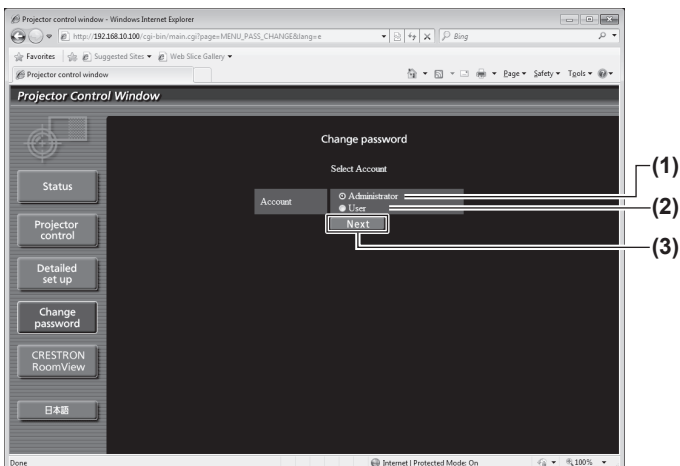 Projector control window - Windows Internet Explorer
http://192.168.10.100/cgi-bin/main.cgi?page=MENU_PASS_CHANGE&lang=e
Bing
Favorites Suggested Sites Web Slice Gallery
Projector control window
Page Safety Tools
Projector Control Window
Change password
Select Account
(1)
Status
Account
Administrator
User
(2)
Next
(3)
Projector
control
Detailed
set up
Change
password
CRESTRON
RoomView
日本語
Done
Internet | Protected Mode: On
100%